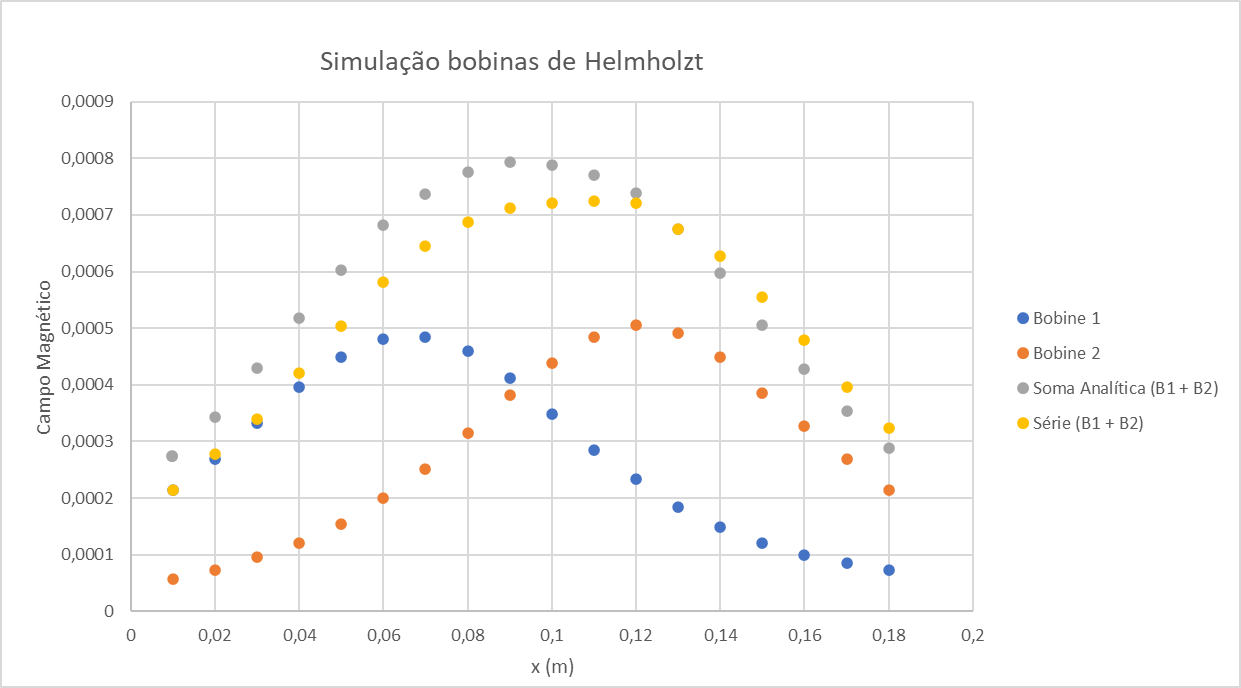 Simulação bobinas de Helmholzt
0,0009
0,0008
0,0007
0,0006
0,0005
0,0004
0,0003
0,0002
0,0001
0
Campo Magnético
0 0,02 0,04 0,06 0,08 0,1 0,12 0,14 0,16 0,18 0,2
x (m)
Bobine 1
Bobine 2
Soma Analítica (B1 + B2)
Série (B1 + B2)